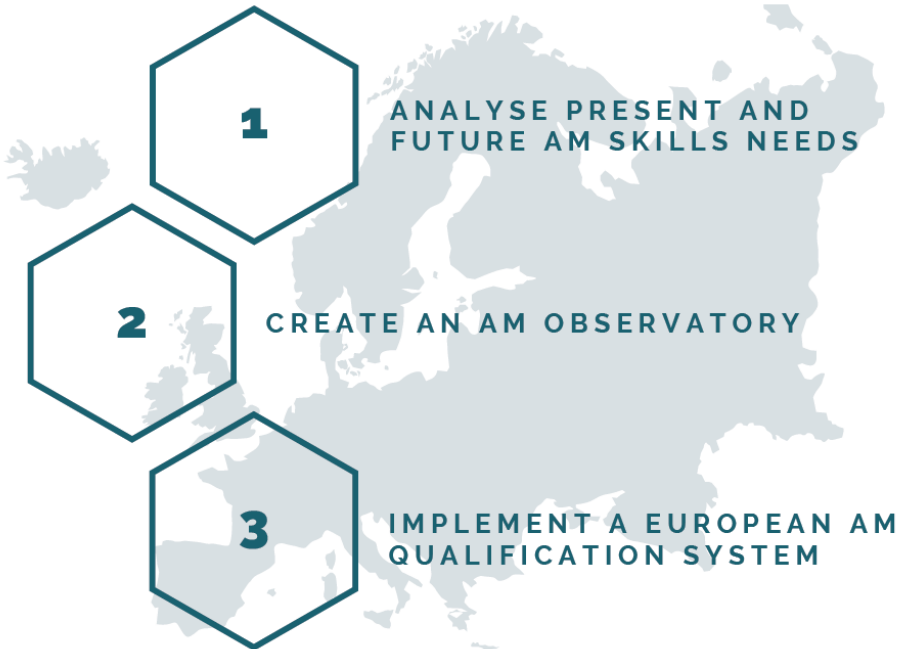 1
ANALYSE PRESENT AND
FUTURE AM SKILLS NEEDS
2
CREATE AN AM OBSERVATORY
3
IMPLEMENT A EUROPEAN AM
QUALIFICATION SYSTEM